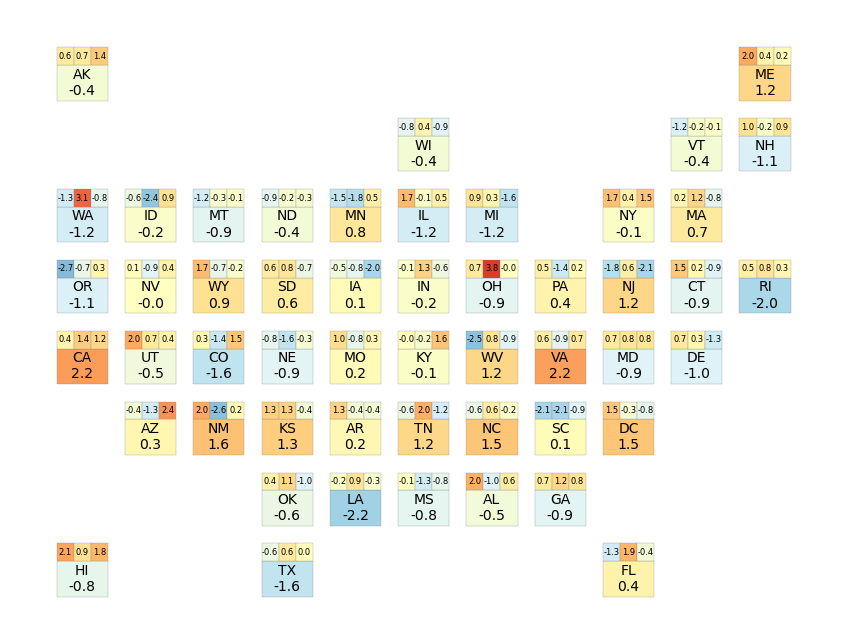 0.6 0.7 1.4 2.0 0.4 0.2
AK ME
-0.4 1.2
-0.8 0.4 -0.9 -1.2 -0.2 -0.1 1.0 -0.2 0.9
WI VT NH
-0.4 -0.4 -1.1
-1.3 3.1 -0.8 -0.6 -2.4 0.9 -1.2 -0.3 -0.1 -0.9 -0.2 -0.3 -1.5 -1.8 0.5 1.7 -0.1 0.5 0.9 0.3 -1.6 1.7 0.4 1.5 0.2 1.2 -0.8
WA ID MT ND MN IL MI NY MA
-1.2 -0.2 -0.9 -0.4 0.8 -1.2 -1.2 -0.1 0.7
-2.7 -0.7 0.3 0.1 -0.9 0.4 1.7 -0.7 -0.2 0.6 0.8 -0.7 -0.5 -0.8 -2.0 -0.1 1.3 -0.6 0.7 3.8 -0.0 0.5 -1.4 0.2 -1.8 0.6 -2.1 1.5 0.2 -0.9 0.5 0.8 0.3
OR NV WY SD IA IN OH PA NJ CT RI
-1.1 -0.0 0.9 0.6 0.1 -0.2 -0.9 0.4 1.2 -0.9 -2.0
0.4 1.4 1.2 2.0 0.7 0.4 0.3 -1.4 1.5 -0.8 -1.6 -0.3 1.0 -0.8 0.3 -0.0 -0.2 1.6 -2.5 0.8 -0.9 0.6 -0.9 0.7 0.7 0.8 0.8 0.7 0.3 -1.3
CA UT CO NE MO KY WV VA MD DE
2.2 -0.5 -1.6 -0.9 0.2 -0.1 1.2 2.2 -0.9 -1.0
-0.4 -1.3 2.4 2.0 -2.6 0.2 1.3 1.3 -0.4 1.3 -0.4 -0.4 -0.6 2.0 -1.2 -0.6 0.6 -0.2 -2.1 -2.1 -0.9 1.5 -0.3 -0.8
AZ NM KS AR TN NC SC DC
0.3 1.6 1.3 0.2 1.2 1.5 0.1 1.5
0.4 1.1 -1.0 -0.2 0.9 -0.3 -0.1 -1.3 -0.8 2.0 -1.0 0.6 0.7 1.2 0.8
OK LA MS AL GA
-0.6 -2.2 -0.8 -0.5 -0.9
2.1 0.9 1.8 -0.6 0.6 0.0 -1.3 1.9 -0.4
HI TX FL
-0.8 -1.6 0.4